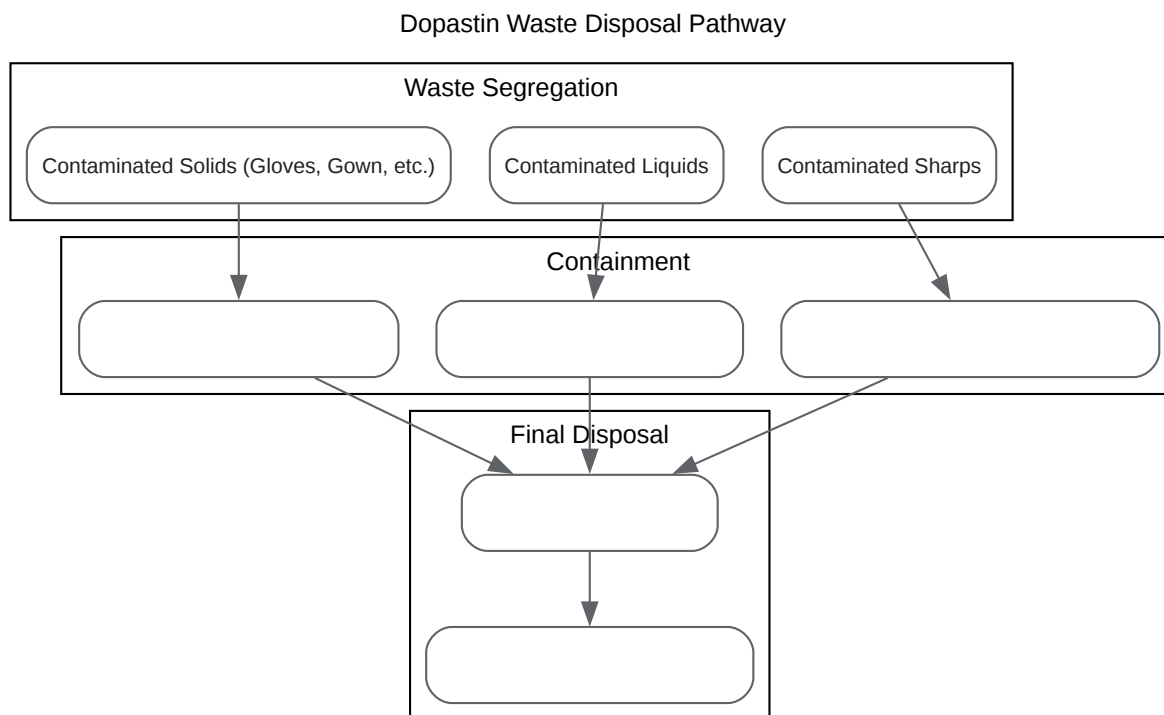 Dopastin Waste Disposal Pathway
Waste Segregation
Contaminated Solids (Gloves, Gown, etc.)
Contaminated Liquids
Contaminated Sharps
Containment
Final Disposal